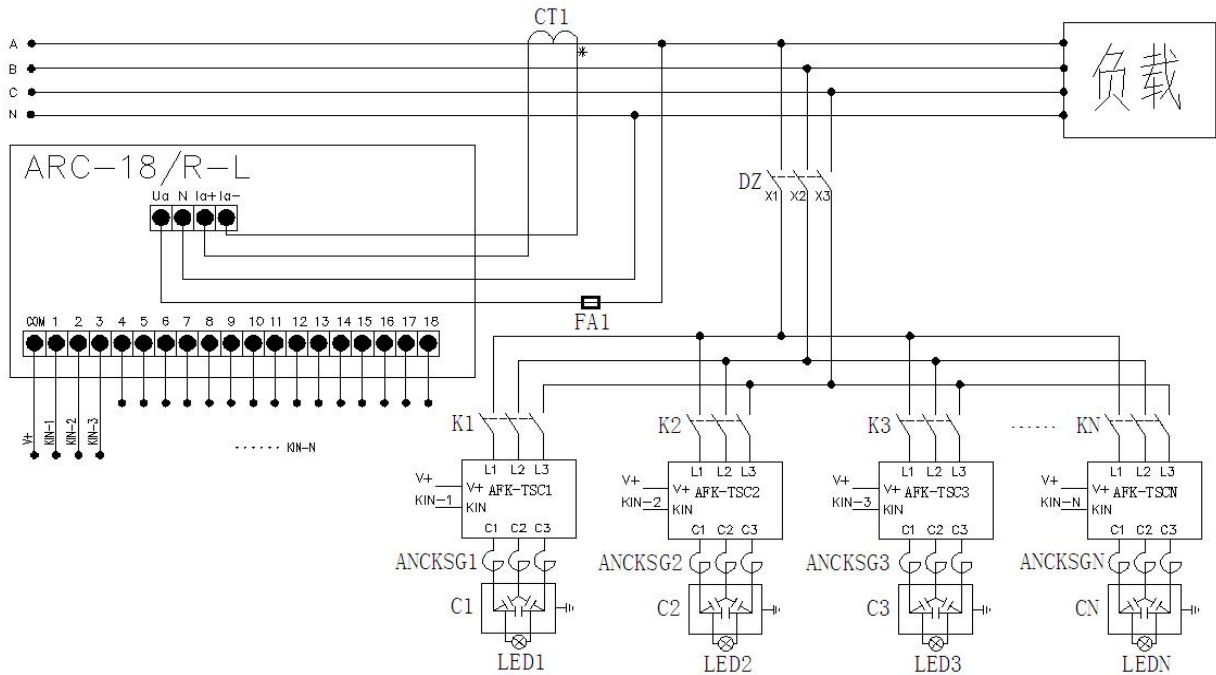 CT1
*
A
B
C
N
负载
ARC-18/R-L
Ua N Ia+ Ia-
DZ
X1 X2 X3
FA1
COM 1 2 3 4 5 6 7 8 9 10 11 12 13 14 15 16 17 18
V+ KIN-1 KIN-2 KIN-3
······ KIN-N
K1 K2 K3 ······ KN
L1 L2 L3 L1 L2 L3 L1 L2 L3 L1 L2 L3
V+ V+ AFK-TSC1 V+ V+ AFK-TSC2 V+ V+ AFK-TSC3 V+ V+ AFK-TSCN
KIN-1 KIN KIN-2 KIN KIN-3 KIN KIN-N KIN
C1 C2 C3 C1 C2 C3 C1 C2 C3 C1 C2 C3
ANCKSG1 ANCKSG2 ANCKSG3 ANCKSGN
C1 C2 C3 CN
LED1 LED2 LED3 LEDN